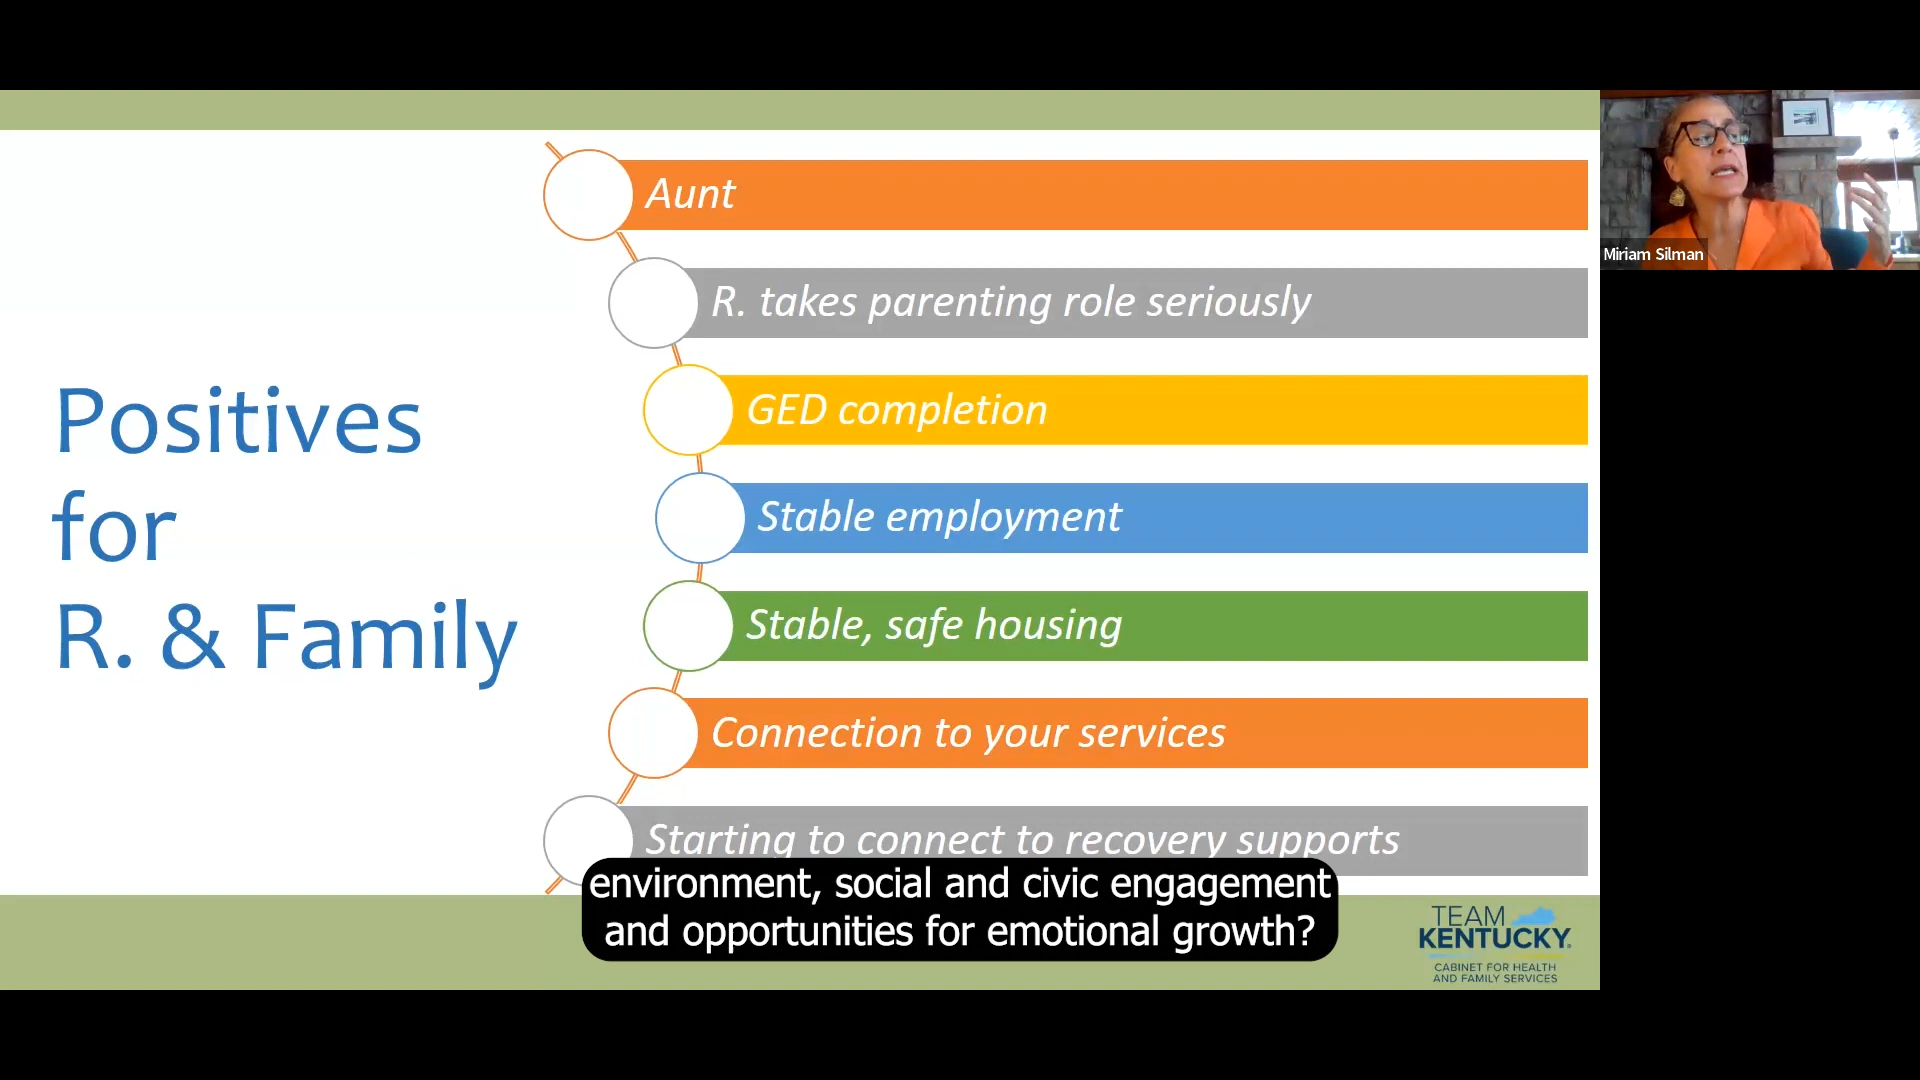 Positives
for
R. & Family
Aunt
R. takes parenting role seriously
GED completion
Stable employment
Stable, safe housing
Connection to your services
Starting to connect to recovery supports
environment, social and civic engagement
and opportunities for emotional growth?
TEAM
KENTUCKY
CABINET FOR HEALTH
AND FAMILY SERVICES
Miriam Silman